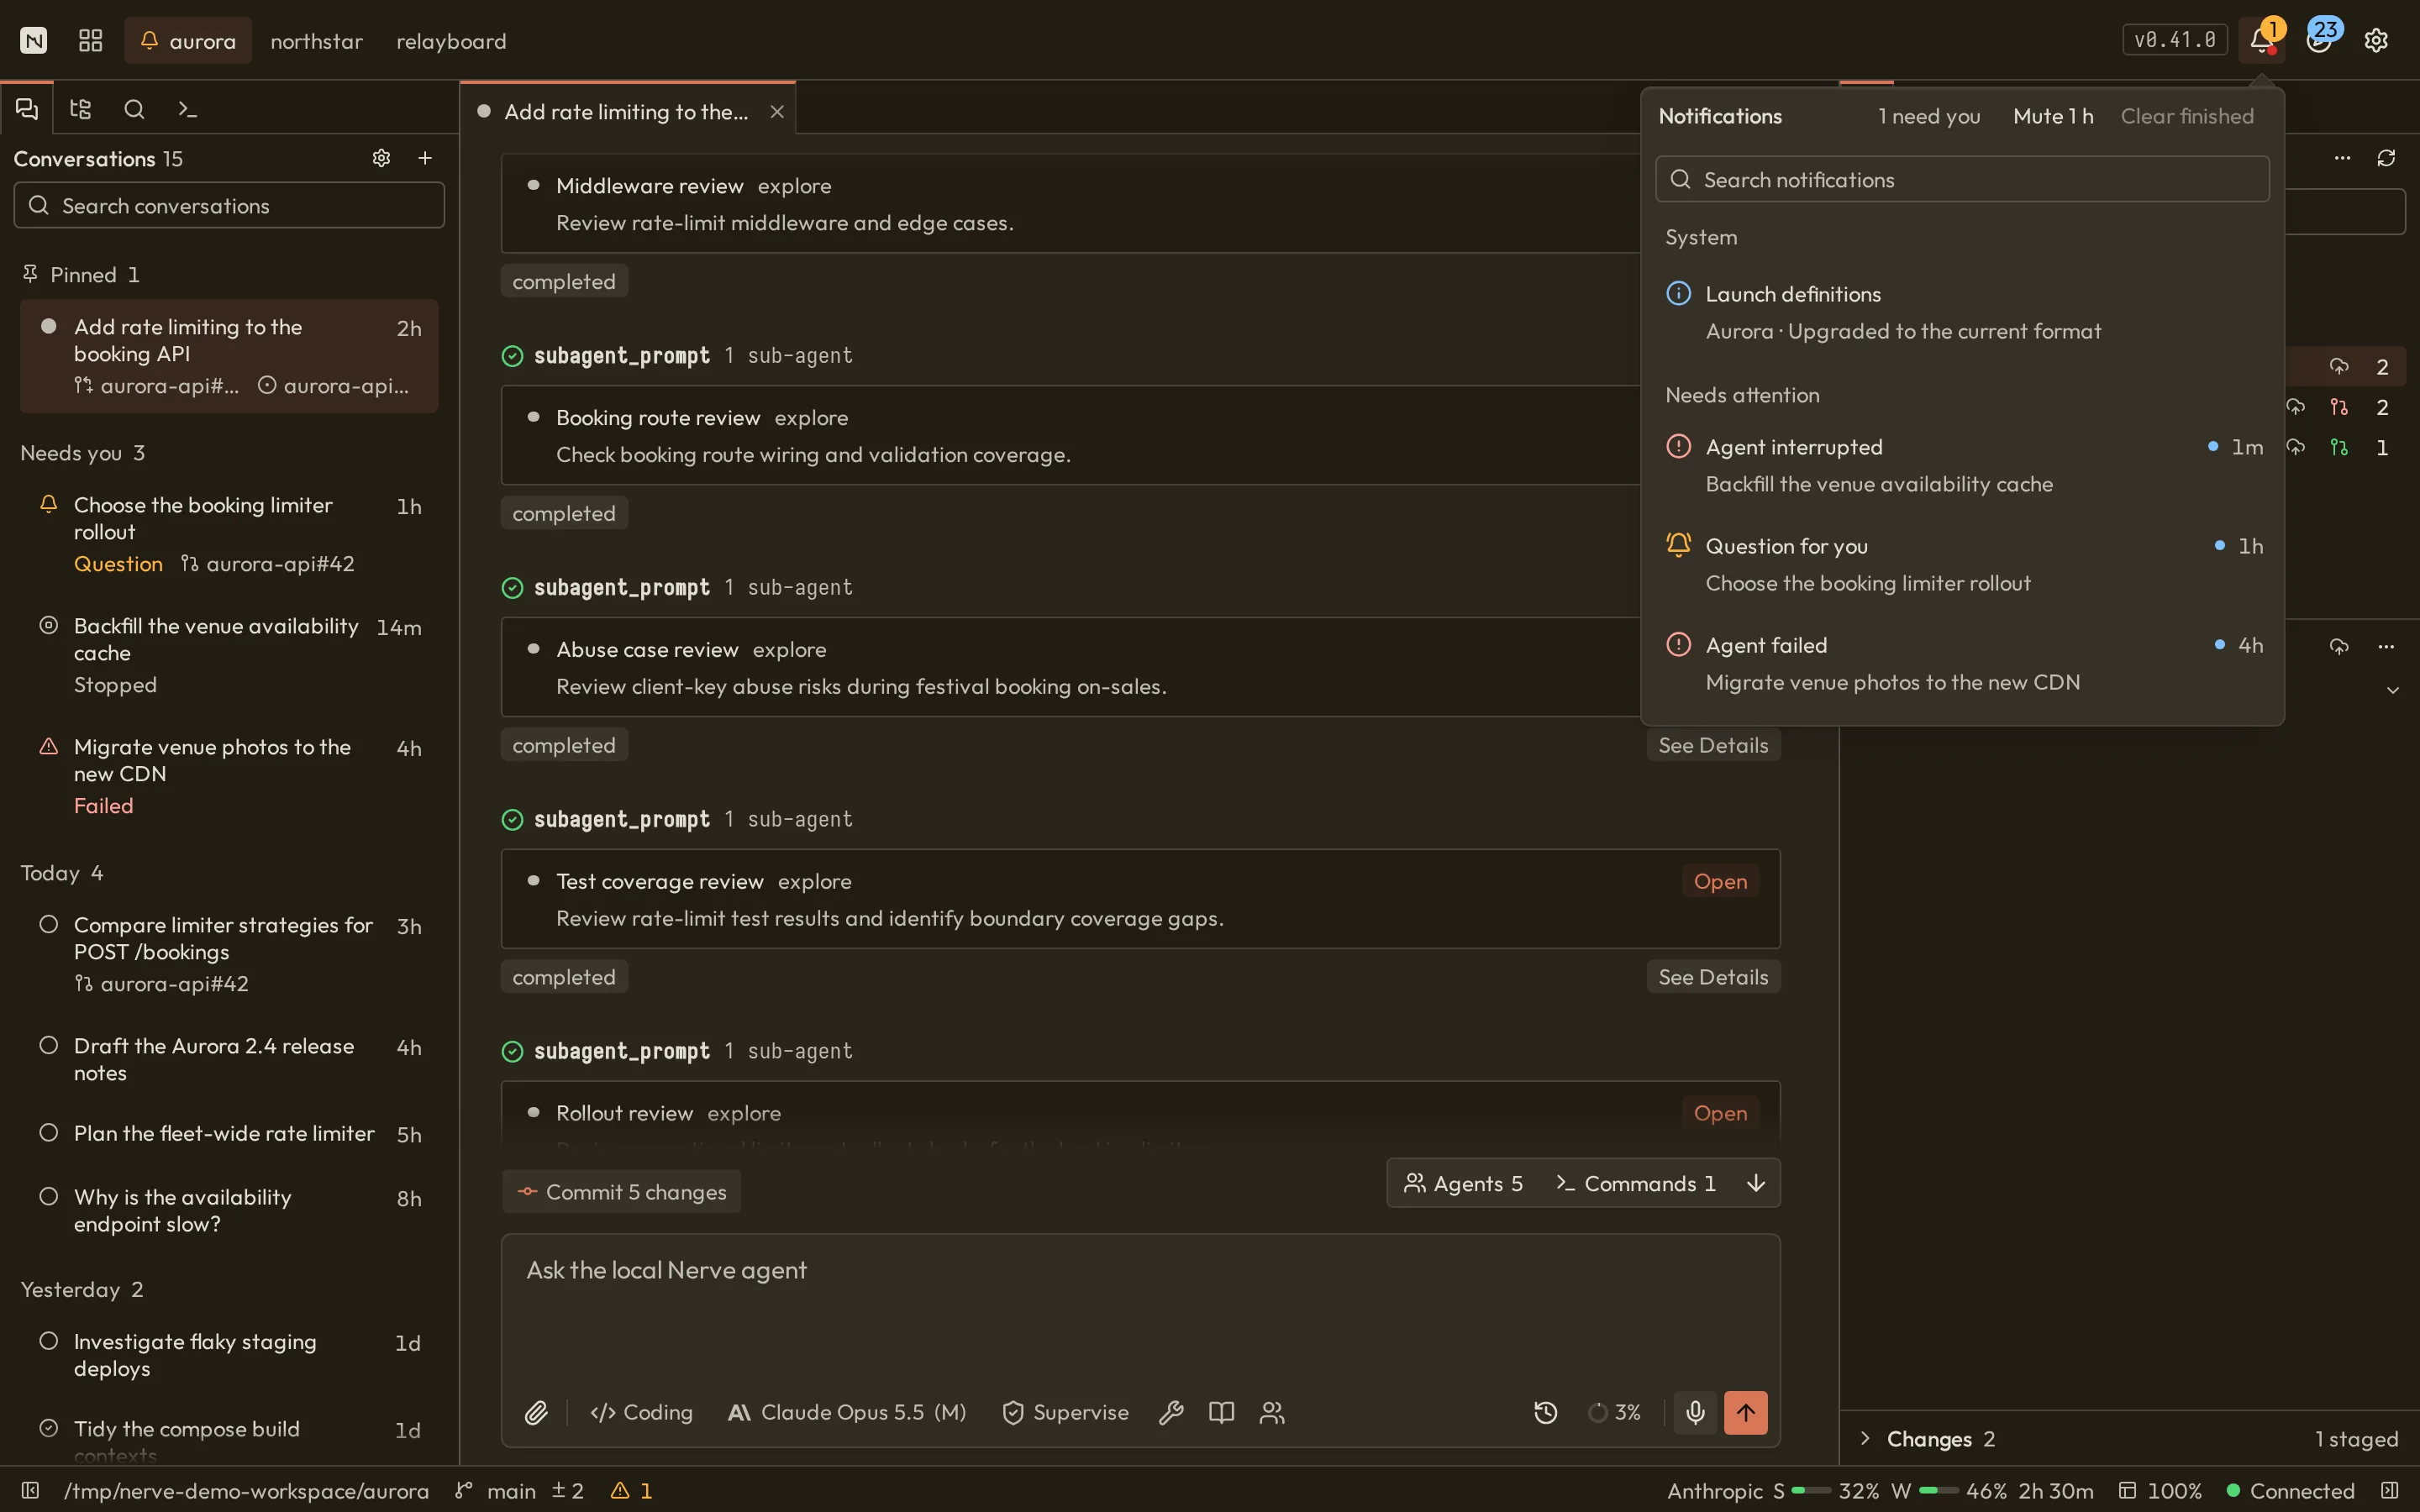 aurora
northstar
relayboard
v0.41.0
1
23
Add rate limiting to the...
Conversations 15
Search conversations
Pinned 1
Add rate limiting to the
booking API
2h
aurora-api#...
aurora-api...
Needs you 3
Choose the booking limiter
rollout
1h
Question
aurora-api#42
Backfill the venue availability
cache
14m
Stopped
Migrate venue photos to the
new CDN
4h
Failed
Today 4
Compare limiter strategies for
POST /bookings
3h
aurora-api#42
Draft the Aurora 2.4 release
notes
4h
Plan the fleet-wide rate limiter
5h
Why is the availability
endpoint slow?
8h
Yesterday 2
Investigate flaky staging
deploys
1d
Tidy the compose build
contexts
1d
Middleware review explore
Review rate-limit middleware and edge cases.
completed
subagent_prompt 1 sub-agent
Booking route review explore
Check booking route wiring and validation coverage.
completed
subagent_prompt 1 sub-agent
Abuse case review explore
Review client-key abuse risks during festival booking on-sales.
completed
See Details
subagent_prompt 1 sub-agent
Test coverage review explore
Open
Review rate-limit test results and identify boundary coverage gaps.
completed
See Details
subagent_prompt 1 sub-agent
Rollout review explore
Open
Commit 5 changes
Agents 5
Commands 1
Ask the local Nerve agent
Coding
Claude Opus 5.5 (M)
Supervise
3%
Notifications
1 need you
Mute 1 h
Clear finished
Search notifications
System
Launch definitions
Aurora · Upgraded to the current format
Needs attention
Agent interrupted
1m
Backfill the venue availability cache
Question for you
1h
Choose the booking limiter rollout
Agent failed
4h
Migrate venue photos to the new CDN
2
2
1
Changes 2
1 staged
/tmp/nerve-demo-workspace/aurora
main ±2
1
Anthropic S 32% W 46% 2h 30m
100%
Connected